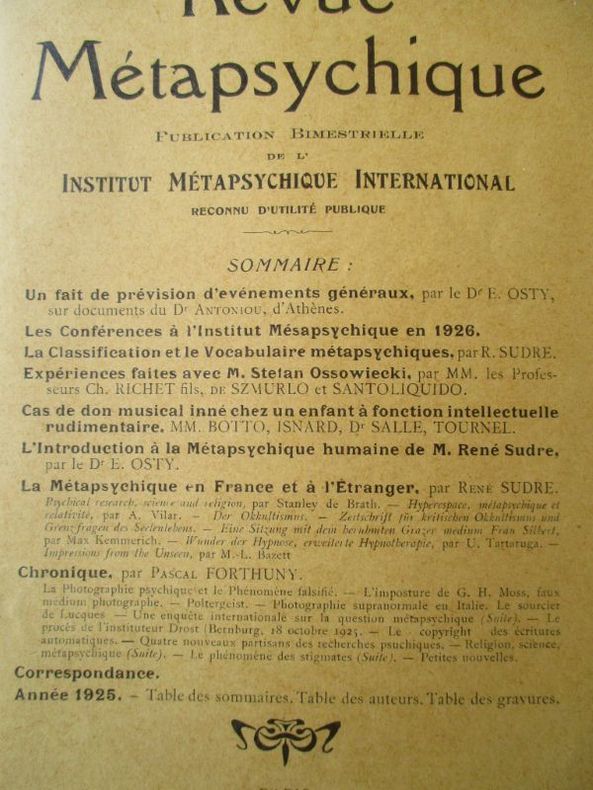 Revue
Métapsychique
PUBLICATION BIMESTRIELLE
DE L'
INSTITUT MÉTAPSYCHIQUE INTERNATIONAL
RECONNU D'UTILITÉ PUBLIQUE
SOMMAIRE :
Un fait de prévision d'evénements généraux, par le Dr E. OSTY,
sur documents du Dr ANTONIOU, d'Athènes.
Les Conférences à l'Institut Mésapsychique en 1926.
La Classification et le Vocabulaire métapsychiques, par R. SUDRE.
Expériences faites avec M. Stefan Ossowiecki, par MM. les Profes-
seurs Ch. RICHET fils, DE SZMURLO et SANTOLIQUIDO.
Cas de don musical inné chez un enfant à fonction intellectuelle
rudimentaire. MM. BOTTO, ISNARD, Dr SALLE, TOURNEL.
L'Introduction à la Métapsychique humaine de M. René Sudre,
par le Dr E. OSTY.
La Métapsychique en France et à l'Étranger, par RENÉ SUDRE.
Psychical research, science and religion, par Stanley de Brath. — Hyperespace, métapsychique et
relativité, par A. Vilar. — Der Okkultismus. — Zeitschrift für kritischen Okkultismus und
Grenzfragen des Seelenlebens. — Eine Sitzung mit dem berühmten Grazer medium Frau Silbert,
par Max Kemmerich. — Wunder der Hypnose, erweiterte Hypnotherapie, par U. Tartaruga. —
Impressions from the Unseen, par M.-L. Bazett
Chronique, par PASCAL FORTHUNY.
La Photographie psychique et le Phénomène falsifié. — L'imposture de G. H. Moss, faux
medium photographe. — Poltergeist. — Photographie supranormale en Italie. Le sourcier
de Lucques — Une enquête internationale sur la question métapsychique (Suite). — Le
procès de l'instituteur Drost (Bernburg, 18 octobre 1925. — Le copyright des écritures
automatiques. — Quatre nouveaux partisans des recherches psuchiques. — Religion, science,
métapsychique (Suite). — Le phénomène des stigmates (Suite). — Petites nouvelles.
Correspondance.
Année 1925. – Table des sommaires. Table des auteurs. Table des gravures.